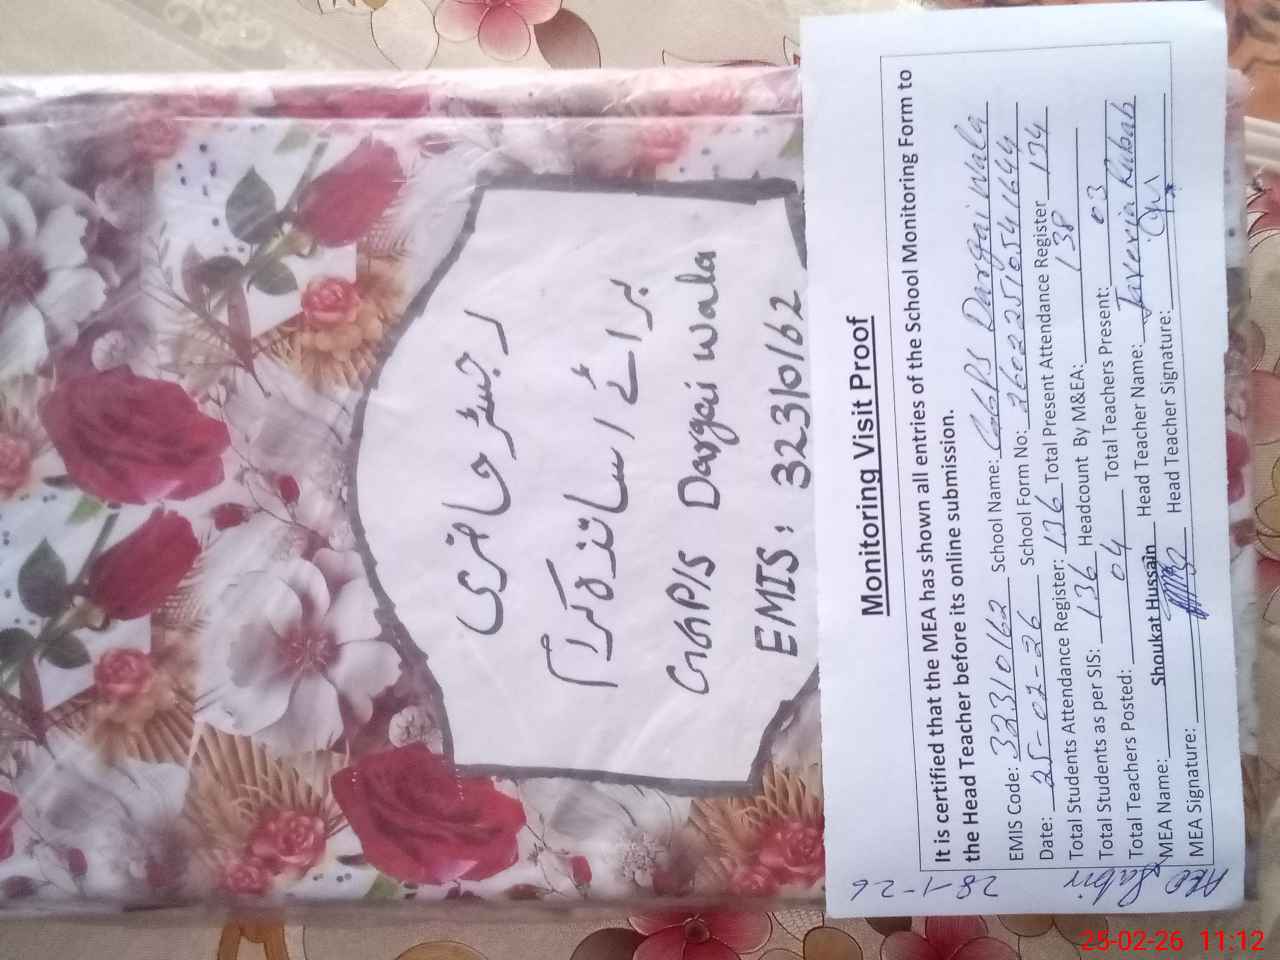 رجسٹر حاضری
برائے اساتذہ کرام
GGP/S Dargai wala
EMIS: 32310162
Monitoring Visit Proof
It is certified that the MEA has shown all entries of the School Monitoring Form to
the Head Teacher before its online submission.
EMIS Code: 32310162 School Name: GGPS Dargai wala
Date: 25-02-26 School Form No: 26022510541644
Total Students Attendance Register: 136 Total Present Attendance Register 134
Total Students as per SIS: 136 Headcount By M&EA: 138
Total Teachers Posted: 04 Total Teachers Present: 03
MEA Name: Shoukat Hussain Head Teacher Name: Javeria Rubab
MEA Signature: Head Teacher Signature:
28-1-26
AEO
25-02-26 11:12